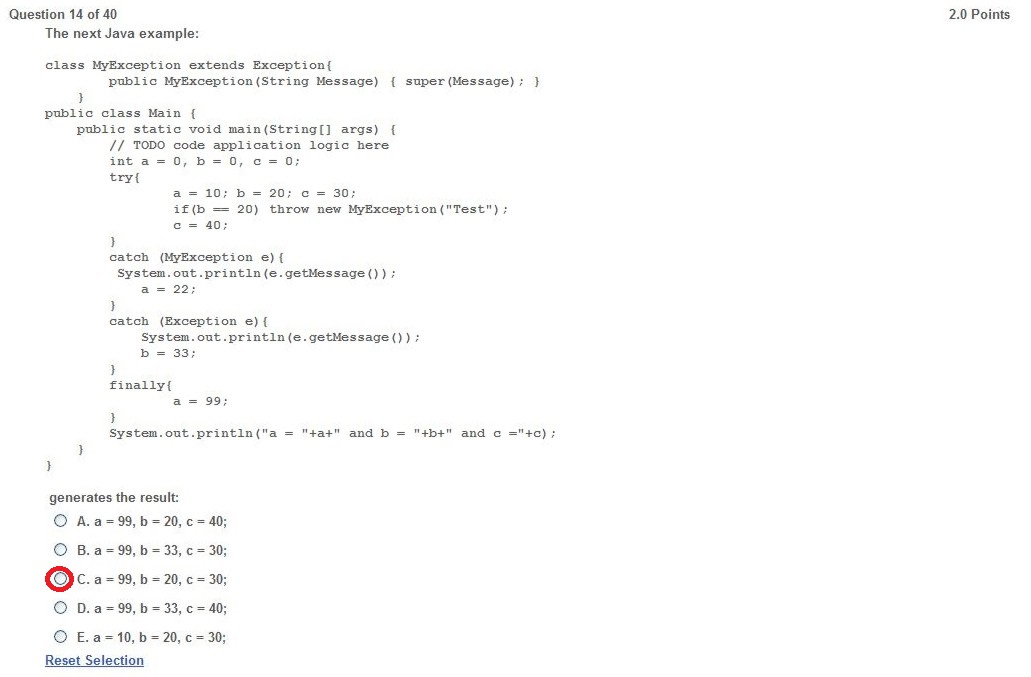 Question 14 of 40
2.0 Points
The next Java example:
class MyException extends Exception{
public MyException(String Message) { super(Message); }
}
public class Main {
public static void main(String[] args) {
// TODO code application logic here
int a = 0, b = 0, c = 0;
try{
a = 10; b = 20; c = 30;
if(b == 20) throw new MyException("Test");
c = 40;
}
catch (MyException e){
System.out.println(e.getMessage());
a = 22;
}
catch (Exception e){
System.out.println(e.getMessage());
b = 33;
}
finally{
a = 99;
}
System.out.println("a = "+a+" and b = "+b+" and c ="+c);
}
}
generates the result:
A. a = 99, b = 20, c = 40;
B. a = 99, b = 33, c = 30;
C. a = 99, b = 20, c = 30;
D. a = 99, b = 33, c = 40;
E. a = 10, b = 20, c = 30;
Reset Selection